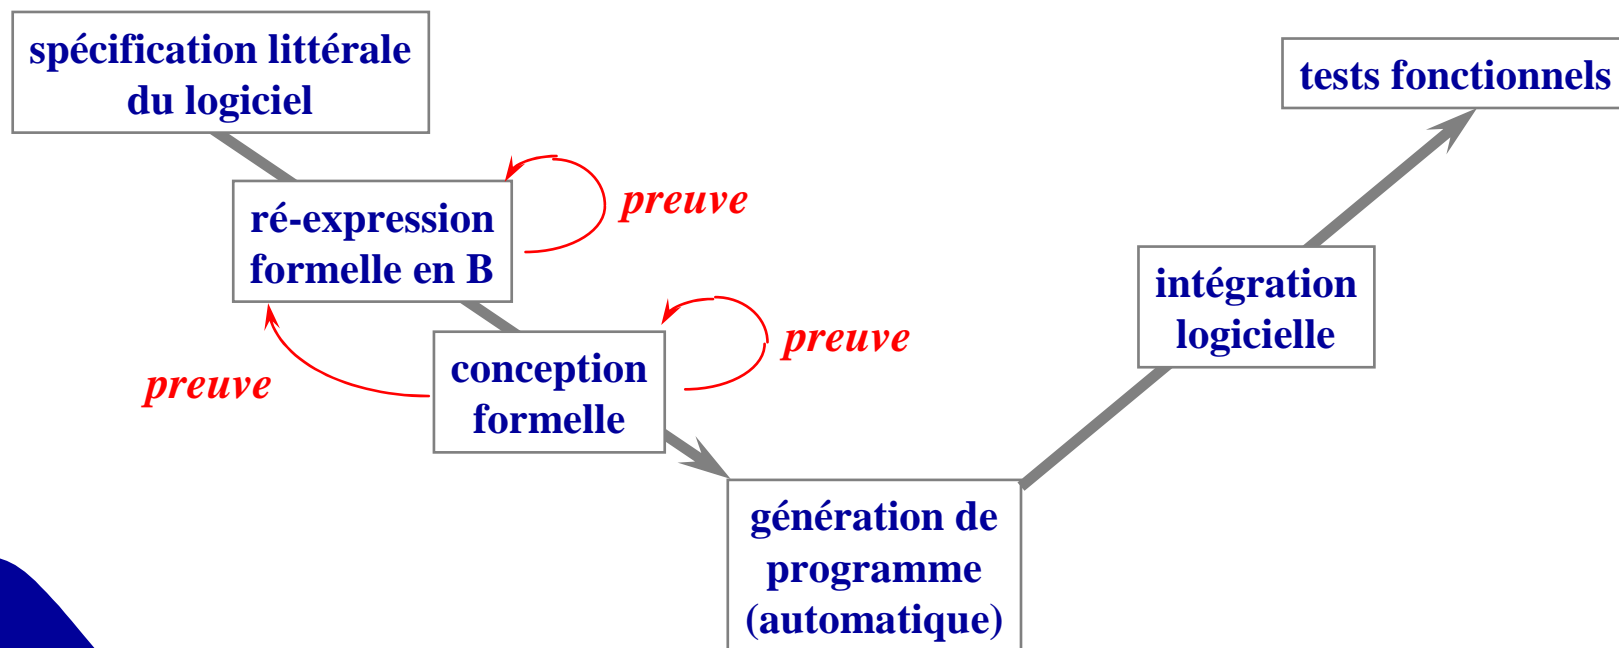 spécification littérale
du logiciel
tests fonctionnels
ré-expression
formelle en B
preuve
intégration
logicielle
conception
formelle
preuve
preuve
génération de
programme
(automatique)